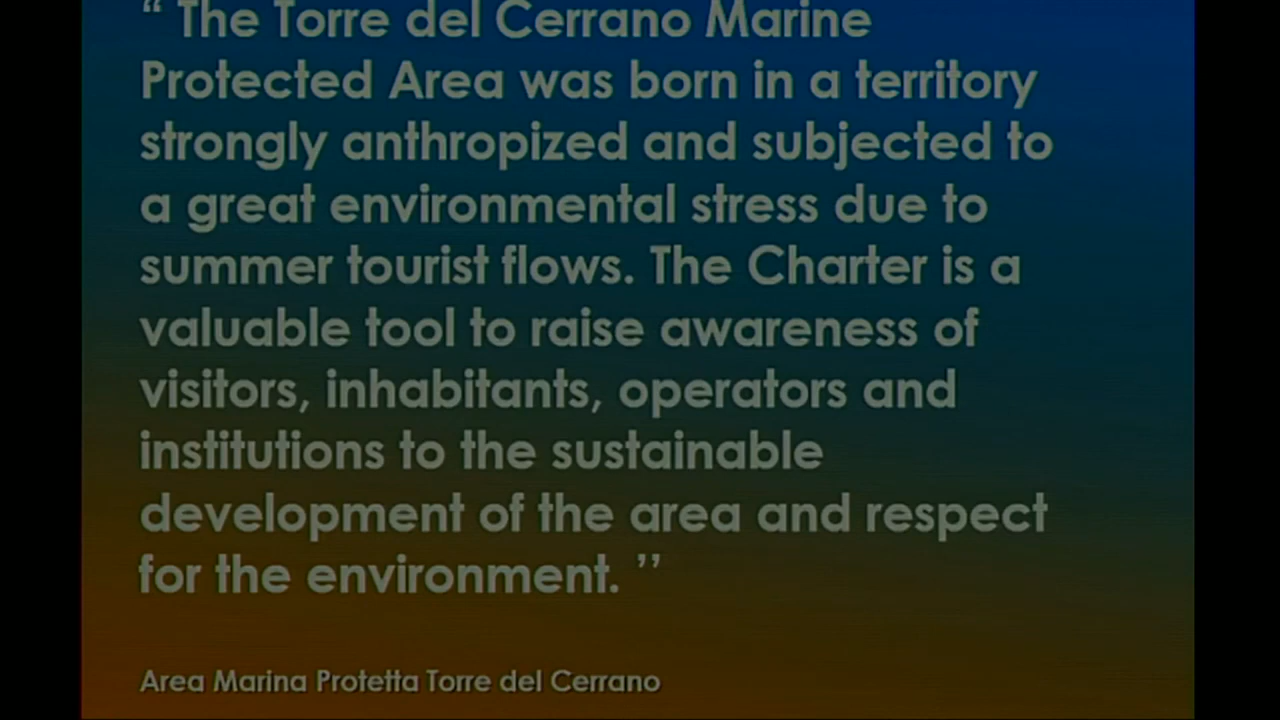 “ The Torre del Cerrano Marine
Protected Area was born in a territory
strongly anthropized and subjected to
a great environmental stress due to
summer tourist flows. The Charter is a
valuable tool to raise awareness of
visitors, inhabitants, operators and
institutions to the sustainable
development of the area and respect
for the environment. ’’
Area Marina Protetta Torre del Cerrano